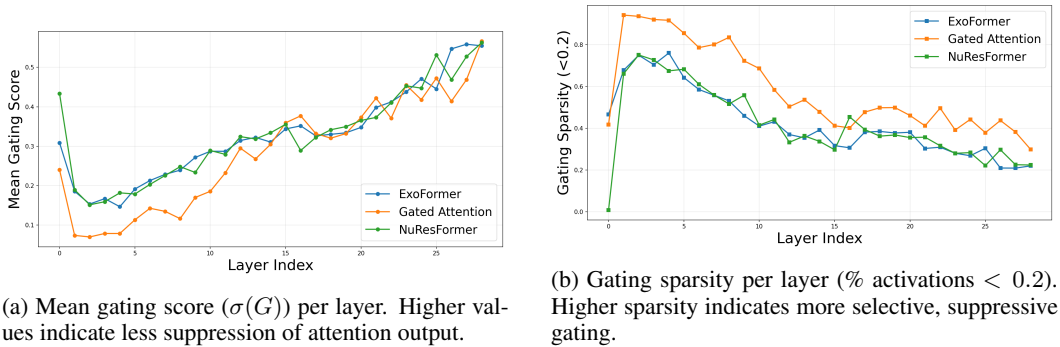 Mean Gating Score
0.5
0.4
0.3
0.2
0.1
0
5
10
15
20
25
Layer Index
ExoFormer
Gated Attention
NuResFormer
(a) Mean gating score (σ(G)) per layer. Higher val-
ues indicate less suppression of attention output.
Gating Sparsity (<0.2)
0.8
0.6
0.4
0.2
0.0
0
5
10
15
20
25
Layer Index
ExoFormer
Gated Attention
NuResFormer
(b) Gating sparsity per layer (% activations < 0.2).
Higher sparsity indicates more selective, suppressive
gating.